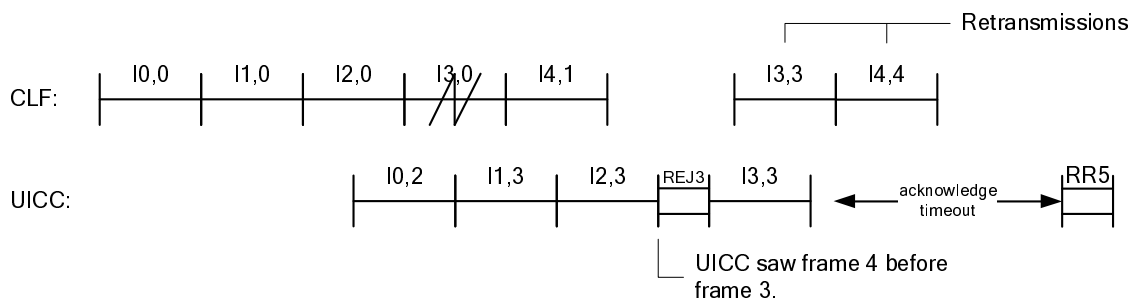 Retransmissions
I0,0 I1,0 I2,0 I3,0 I4,1 I3,3 I4,4
CLF:
I0,2 I1,3 I2,3 REJ3 I3,3 RR5
UICC:
acknowledge
timeout
UICC saw frame 4 before
frame 3.